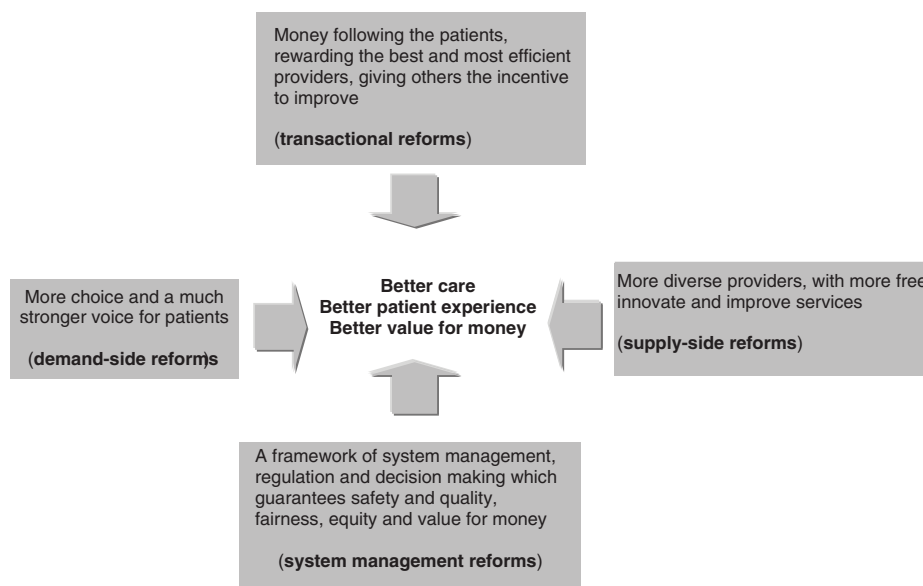 Money following the patients,
rewarding the best and most efficient
providers, giving others the incentive
to improve
(transactional reforms)
More choice and a much
stronger voice for patients
(demand-side reforms)
Better care
Better patient experience
Better value for money
More diverse providers, with more free
innovate and improve services
(supply-side reforms)
A framework of system management,
regulation and decision making which
guarantees safety and quality,
fairness, equity and value for money
(system management reforms)